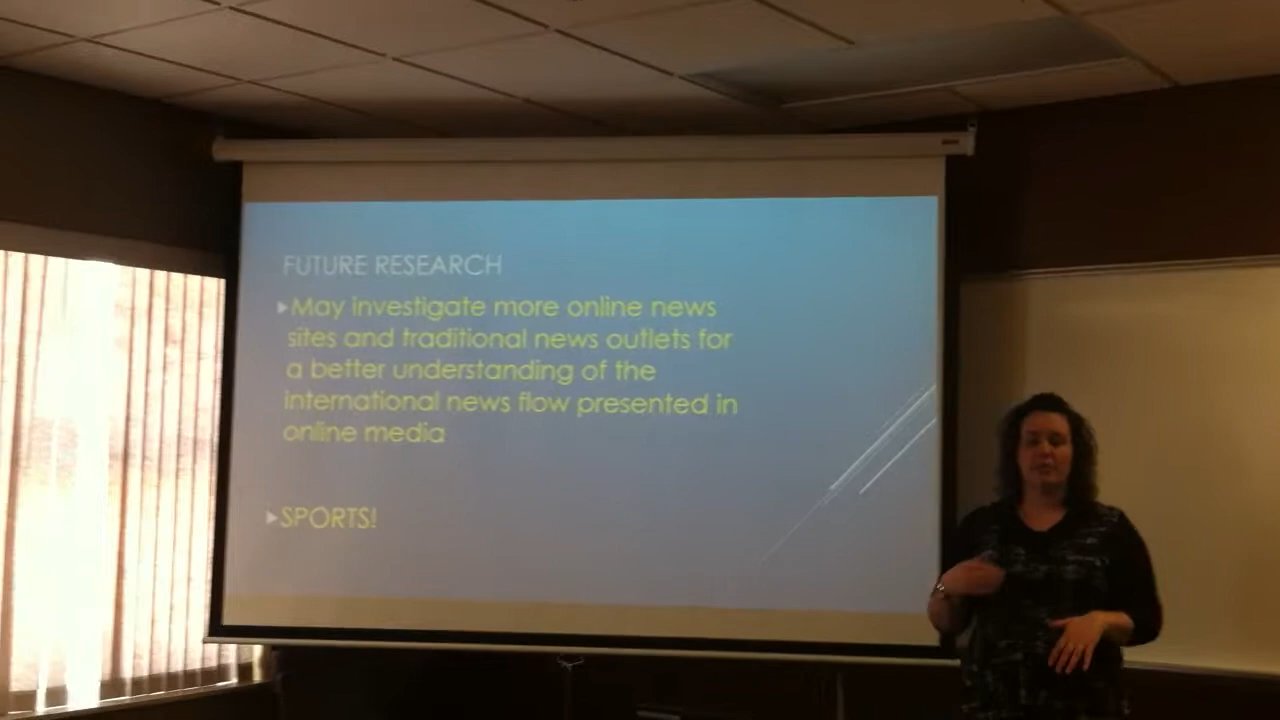 FUTURE RESEARCH
May investigate more online news
sites and traditional news outlets for
a better understanding of the
international news flow presented in
online media
SPORTS!